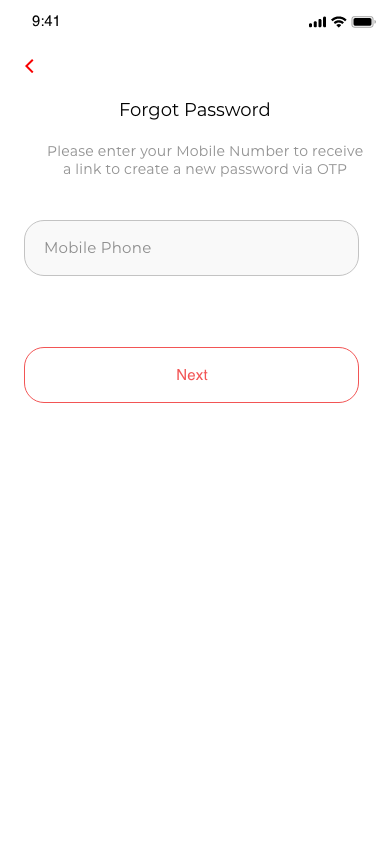 9:41
Forgot Password
Please enter your Mobile Number to receive
a link to create a new password via OTP
Mobile Phone
Next